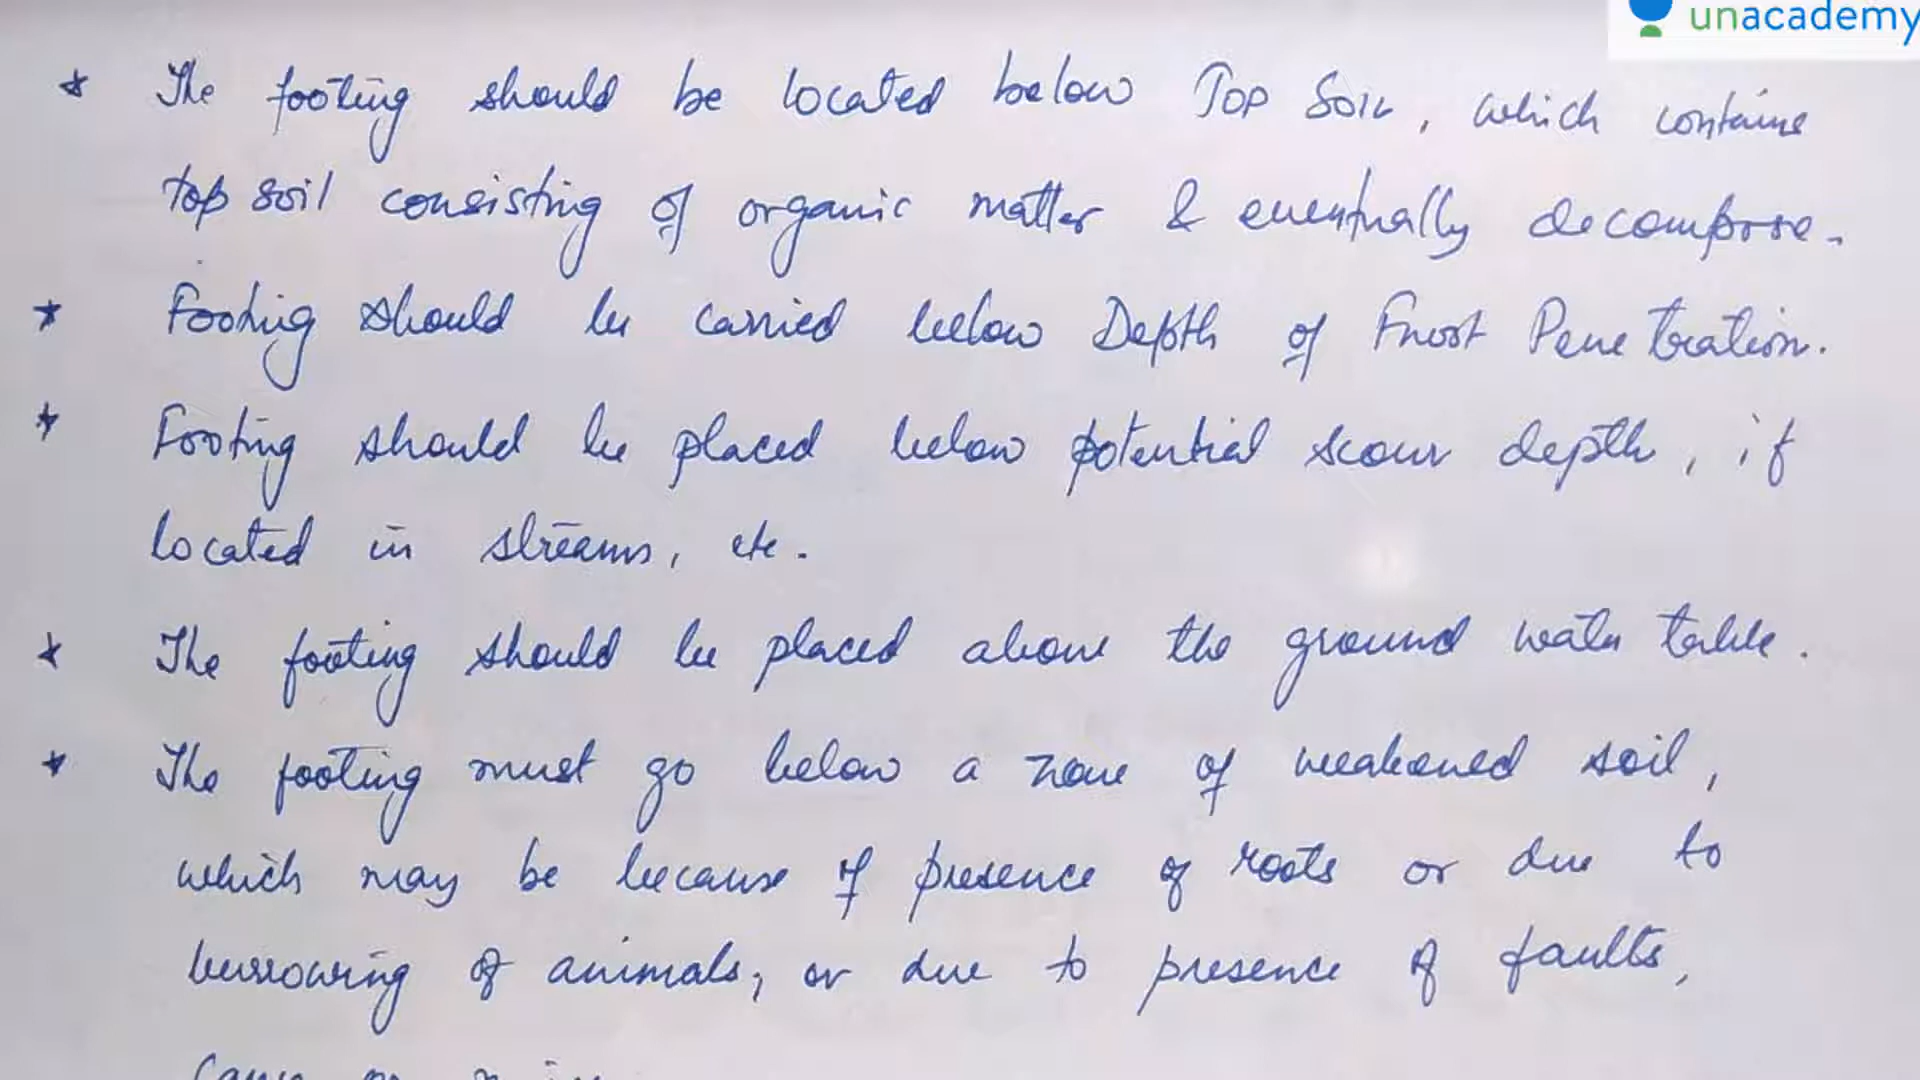 unacademy
* The footing should be located below Top Soil, which contains
top soil consisting of organic matter & eventually decompose.
* Footing should be carried below Depth of Frost Penetration.
* Footing should be placed below potential scour depth, if
located in streams, etc.
* The footing should be placed above the ground water table.
* The footing must go below a zone of weakened soil,
which may be because of presence of roots or due to
burrowing of animals, or due to presence of faults,